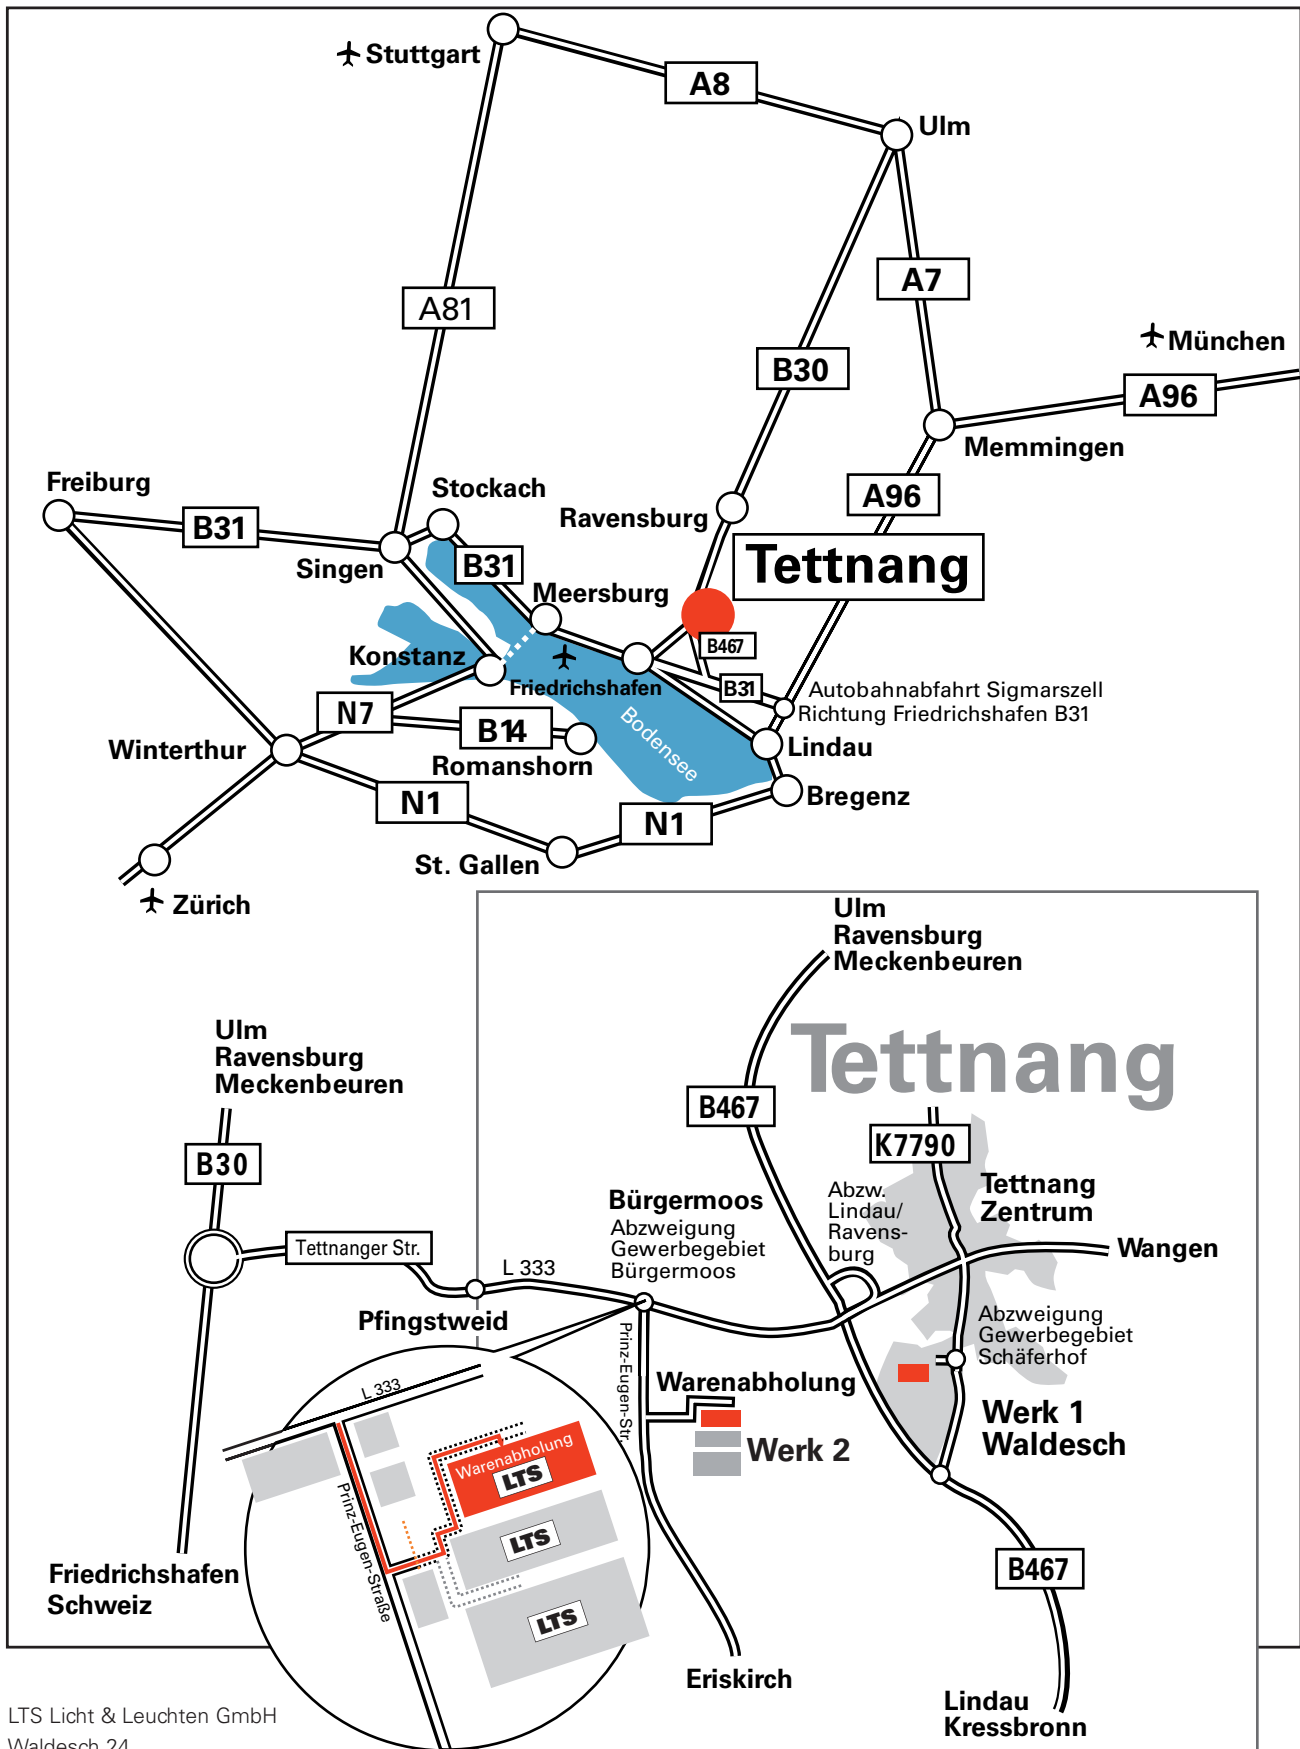 Stuttgart
A8
Ulm
A7
A81
München
B30
A96
Memmingen
Freiburg
Stockach
A96
B31
Ravensburg
Singen
B31
Tettnang
Meersburg
B467
Konstanz
Friedrichshafen
B31
Autobahnabfahrt Sigmarszell
Richtung Friedrichshafen B31
N7
B14
Bodensee
Winterthur
Romanshorn
Lindau
N1
Bregenz
N1
St. Gallen
Zürich
Ulm
Ravensburg
Meckenbeuren
Ulm
Ravensburg
Meckenbeuren
Tettnang
B467
K7790
B30
Bürgermoos
Abzweigung
Gewerbegebiet
Bürgermoos
Abzw.
Lindau/
Ravens-
burg
Tettnang
Zentrum
Tettnanger Str.
L 333
Wangen
Pfingstweid
Prinz-Eugen-Str.
Abzweigung
Gewerbegebiet
Schäferhof
L 333
Warenabholung
Werk 1
Waldesch
Werk 2
Warenabholung
LTS
Prinz-Eugen-Straße
LTS
LTS
B467
Friedrichshafen
Schweiz
Eriskirch
Lindau
Kressbronn
LTS Licht & Leuchten GmbH
Waldesch 24